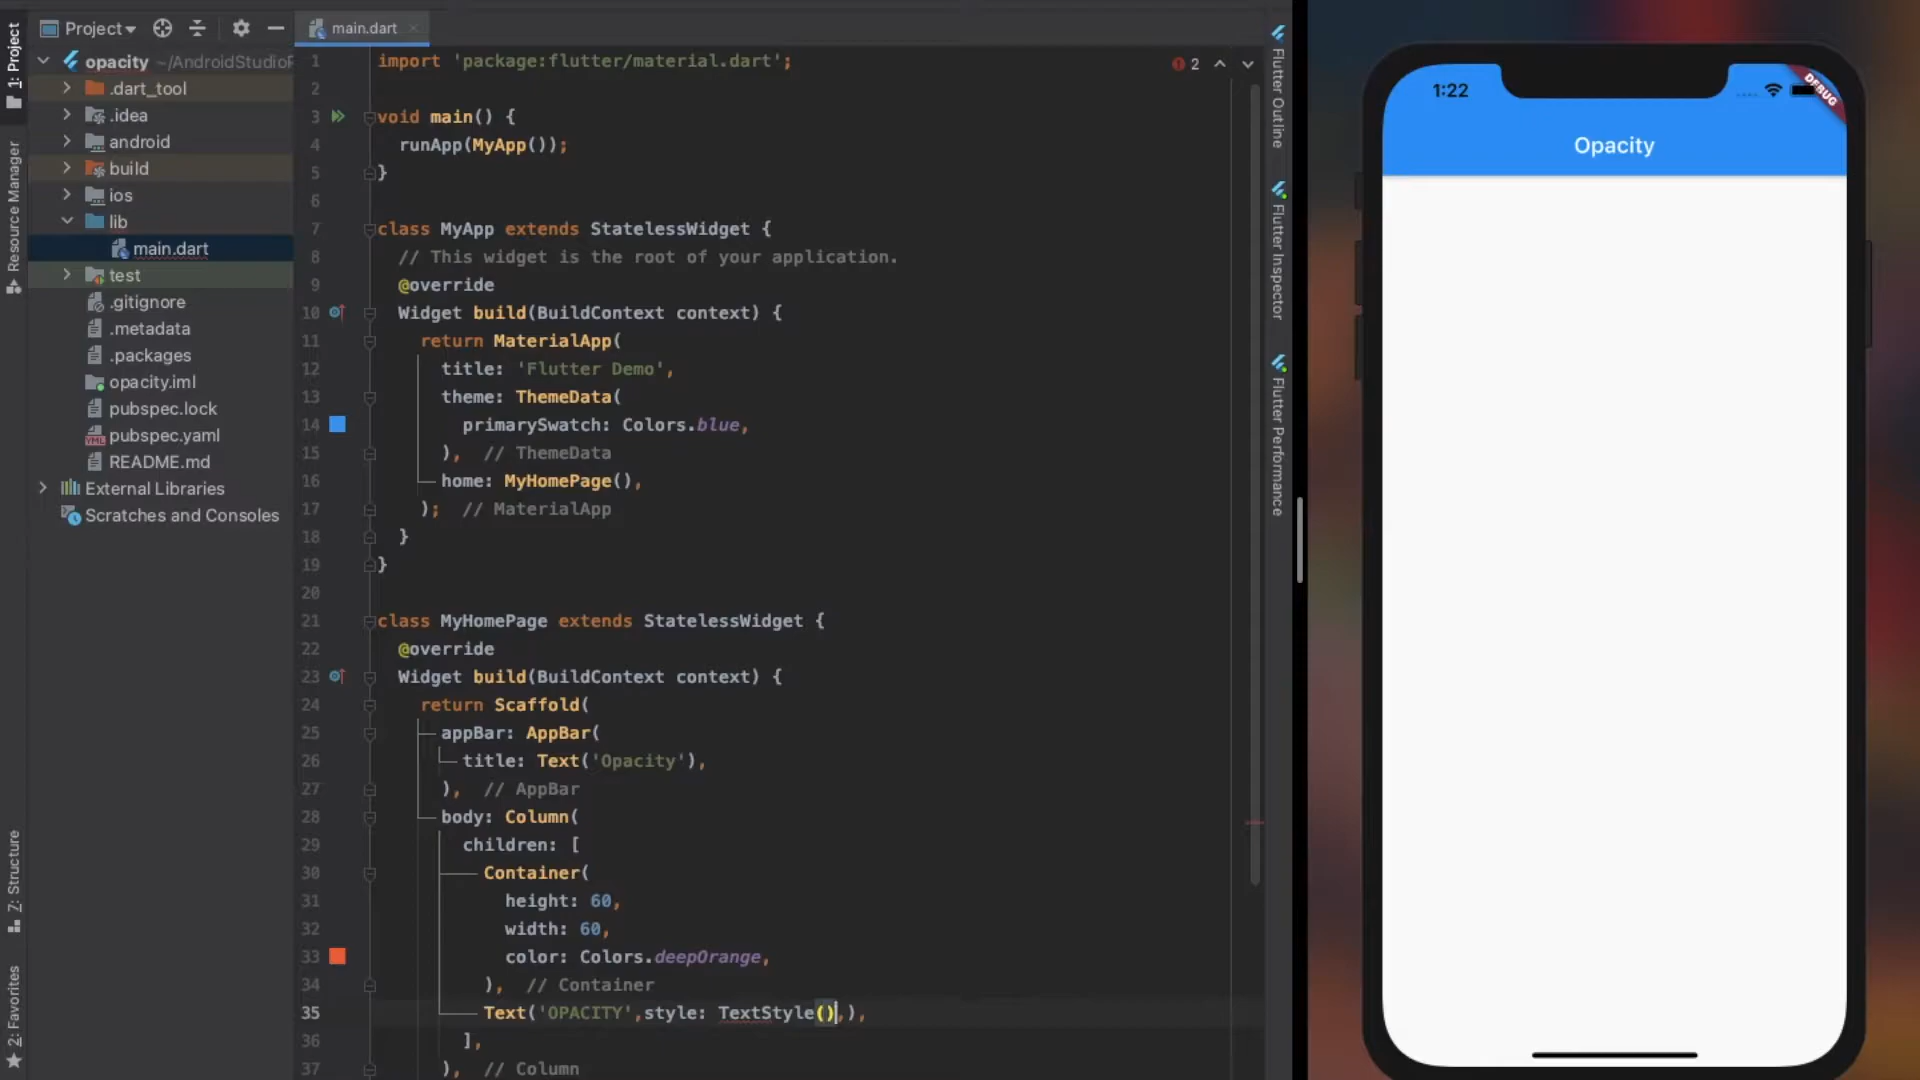 1: Project
Resource Manager
Z: Structure
2: Favorites
Project
opacity ~/AndroidStudioP
.dart_tool
.idea
android
build
ios
lib
main.dart
test
.gitignore
.metadata
.packages
opacity.iml
pubspec.lock
pubspec.yaml
README.md
External Libraries
Scratches and Consoles
main.dart
2
1 import 'package:flutter/material.dart';
2
3 void main() {
4 runApp(MyApp());
5 }
6
7 class MyApp extends StatelessWidget {
8 // This widget is the root of your application.
9 @override
10 Widget build(BuildContext context) {
11 return MaterialApp(
12 title: 'Flutter Demo',
13 theme: ThemeData(
14 primarySwatch: Colors.blue,
15 ), // ThemeData
16 home: MyHomePage(),
17 ); // MaterialApp
18 }
19 }
20
21 class MyHomePage extends StatelessWidget {
22 @override
23 Widget build(BuildContext context) {
24 return Scaffold(
25 appBar: AppBar(
26 title: Text('Opacity'),
27 ), // AppBar
28 body: Column(
29 children: [
30 Container(
31 height: 60,
32 width: 60,
33 color: Colors.deepOrange,
34 ), // Container
35 Text('OPACITY',style: TextStyle(),),
36 ],
37 ), // Column
Flutter Outline
Flutter Inspector
Flutter Performance
1:22
DEBUG
Opacity